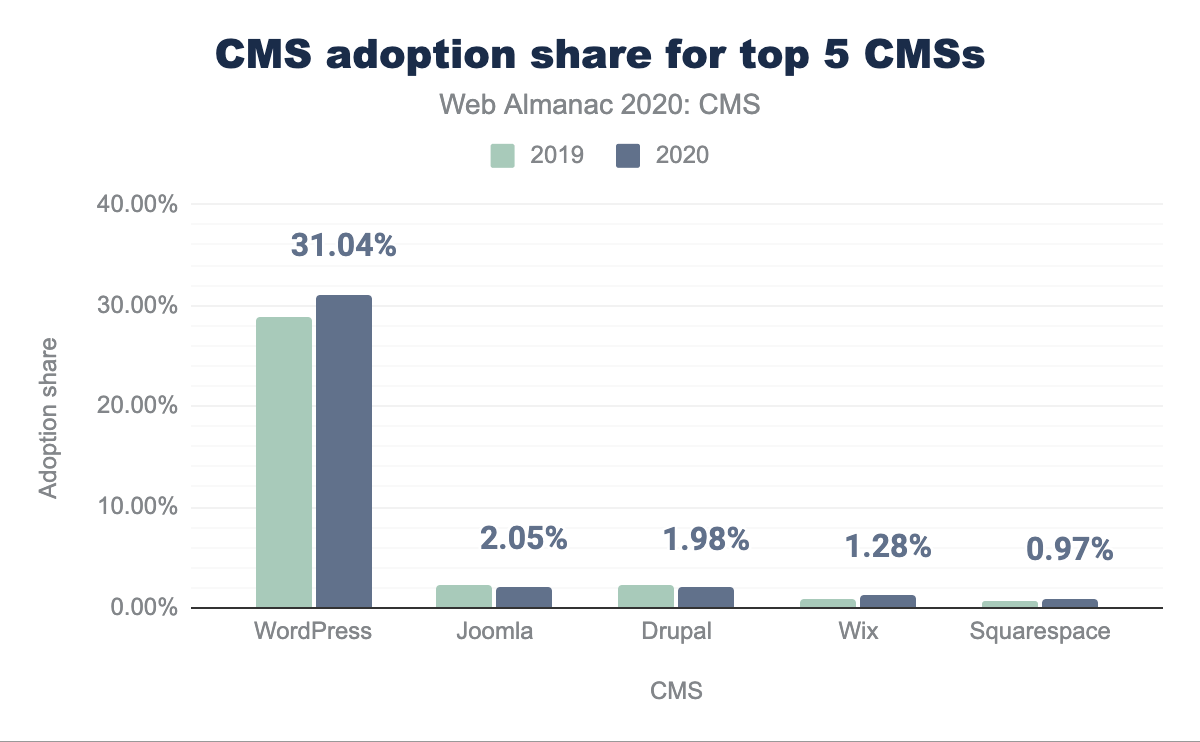 CMS adoption share for top 5 CMSs
Web Almanac 2020: CMS
2019 2020
40.00%
31.04%
30.00%
20.00%
10.00%
2.05% 1.98% 1.28% 0.97%
0.00%
Adoption share
WordPress Joomla Drupal Wix Squarespace
CMS